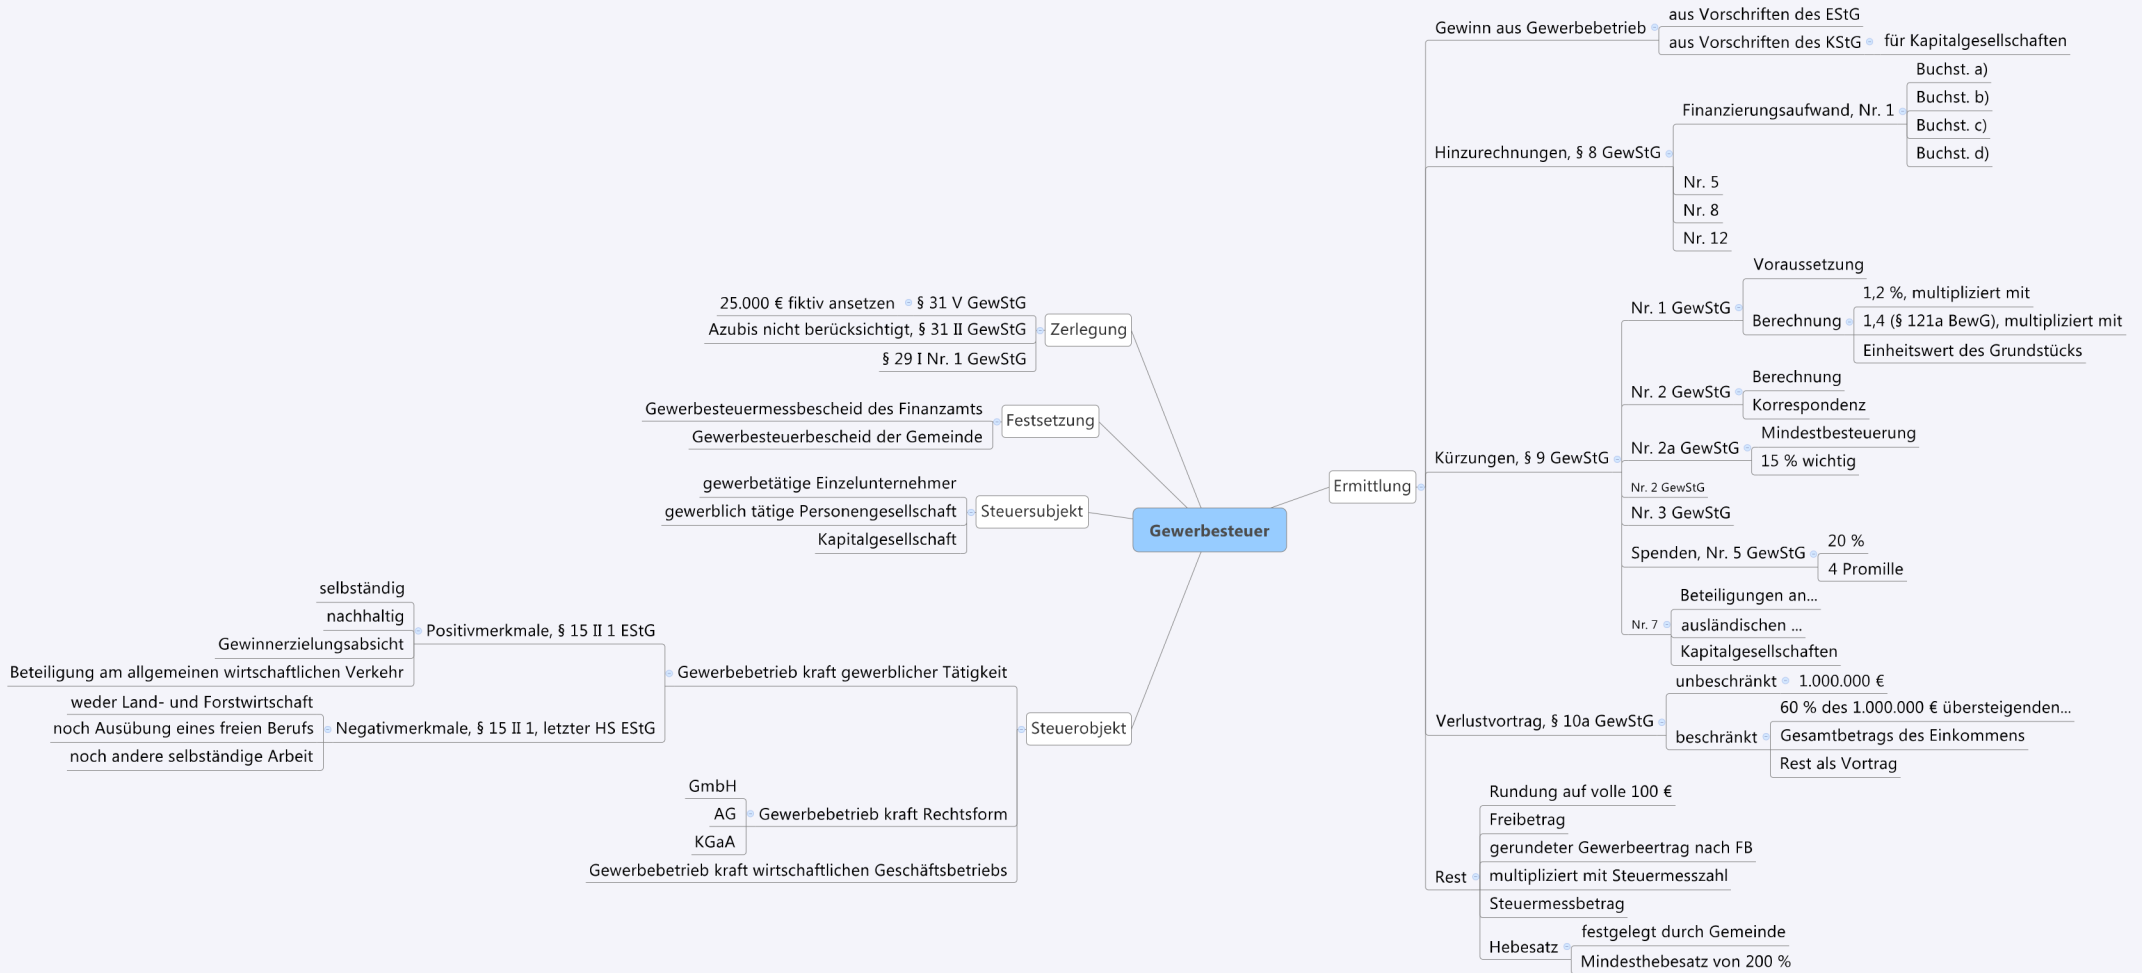 Gewerbesteuer
Zerlegung
§ 31 V GewStG
25.000 € fiktiv ansetzen
Azubis nicht berücksichtigt, § 31 II GewStG
§ 29 I Nr. 1 GewStG
Festsetzung
Gewerbesteuermessbescheid des Finanzamts
Gewerbesteuerbescheid der Gemeinde
Steuersubjekt
gewerbetätige Einzelunternehmer
gewerblich tätige Personengesellschaft
Kapitalgesellschaft
Steuerobjekt
Gewerbebetrieb kraft gewerblicher Tätigkeit
Positivmerkmale, § 15 II 1 EStG
selbständig
nachhaltig
Gewinnerzielungsabsicht
Beteiligung am allgemeinen wirtschaftlichen Verkehr
Negativmerkmale, § 15 II 1, letzter HS EStG
weder Land- und Forstwirtschaft
noch Ausübung eines freien Berufs
noch andere selbständige Arbeit
Gewerbebetrieb kraft Rechtsform
GmbH
AG
KGaA
Gewerbebetrieb kraft wirtschaftlichen Geschäftsbetriebs
Ermittlung
Gewinn aus Gewerbebetrieb
aus Vorschriften des EStG
aus Vorschriften des KStG
für Kapitalgesellschaften
Hinzurechnungen, § 8 GewStG
Finanzierungsaufwand, Nr. 1
Buchst. a)
Buchst. b)
Buchst. c)
Buchst. d)
Nr. 5
Nr. 8
Nr. 12
Kürzungen, § 9 GewStG
Nr. 1 GewStG
Voraussetzung
Berechnung
1,2 %, multipliziert mit
1,4 (§ 121a BewG), multipliziert mit
Einheitswert des Grundstücks
Nr. 2 GewStG
Berechnung
Korrespondenz
Nr. 2a GewStG
Mindestbesteuerung
15 % wichtig
Nr. 2 GewStG
Nr. 3 GewStG
Spenden, Nr. 5 GewStG
20 %
4 Promille
Nr. 7
Beteiligungen an...
ausländischen ...
Kapitalgesellschaften
Verlustvortrag, § 10a GewStG
unbeschränkt
1.000.000 €
beschränkt
60 % des 1.000.000 € übersteigenden...
Gesamtbetrags des Einkommens
Rest als Vortrag
Rest
Rundung auf volle 100 €
Freibetrag
gerundeter Gewerbeertrag nach FB
multipliziert mit Steuermesszahl
Steuermessbetrag
Hebesatz
festgelegt durch Gemeinde
Mindesthebesatz von 200 %